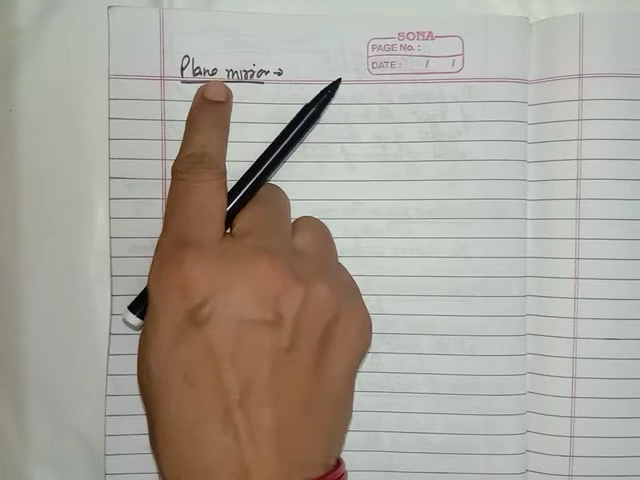 Plane mirror →
SONA
PAGE No.:
DATE: / /